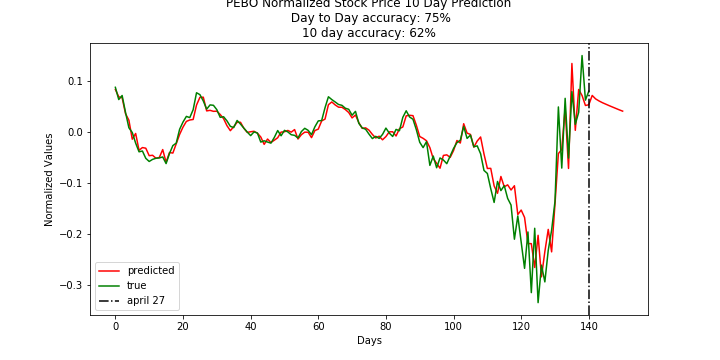 PEBO Normalized Stock Price 10 Day Prediction
Day to Day accuracy: 75%
10 day accuracy: 62%
Normalized Values
0.1
0.0
−0.1
−0.2
−0.3
predicted
true
april 27
0 20 40 60 80 100 120 140
Days